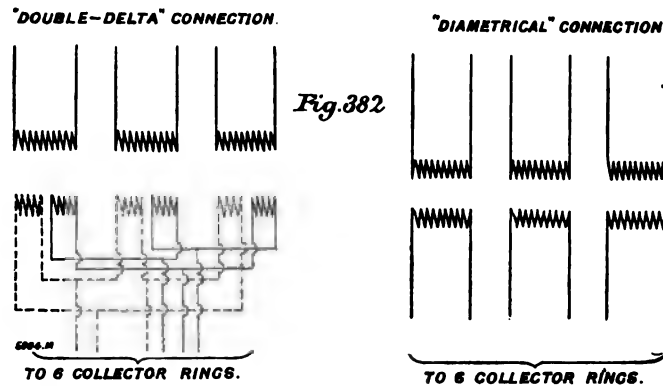 "DOUBLE-DELTA" CONNECTION.
"DIAMETRICAL" CONNECTION
Fig.382
TO 6 COLLECTOR RINGS.
TO 6 COLLECTOR RINGS.